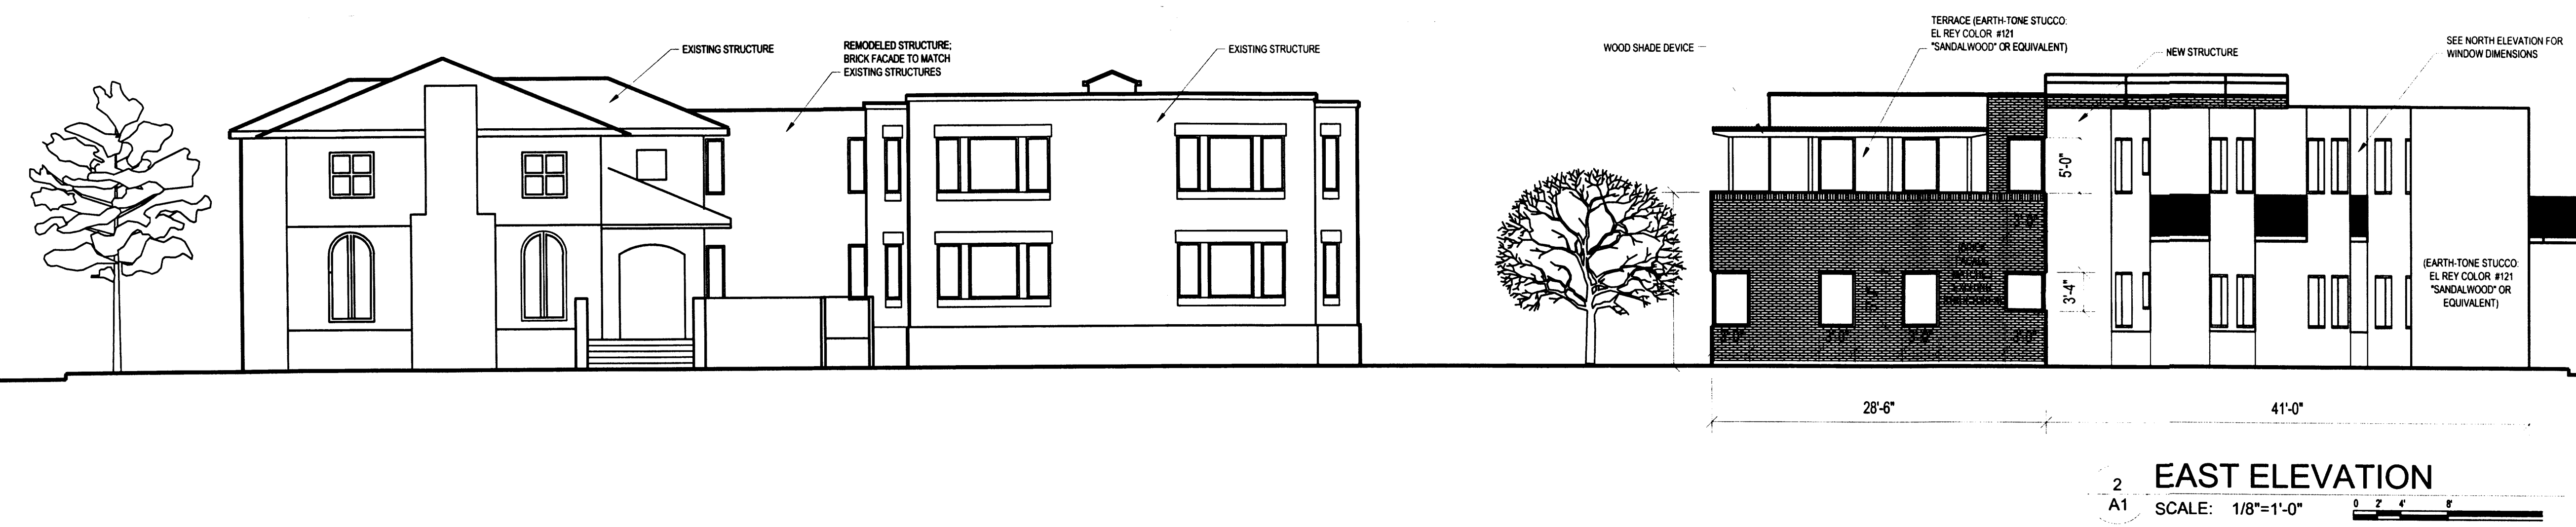 EXISTING STRUCTURE
REMODELED STRUCTURE;
BRICK FACADE TO MATCH
EXISTING STRUCTURES
EXISTING STRUCTURE
WOOD SHADE DEVICE
TERRACE (EARTH-TONE STUCCO:
EL REY COLOR #121
"SANDALWOOD" OR EQUIVALENT)
NEW STRUCTURE
SEE NORTH ELEVATION FOR
WINDOW DIMENSIONS
5'-0"
3'-4"
(EARTH-TONE STUCCO:
EL REY COLOR #121
"SANDALWOOD" OR
EQUIVALENT)
28'-6"
41'-0"
2
A1
EAST ELEVATION
SCALE: 1/8"=1'-0"
0 2' 4' 8'